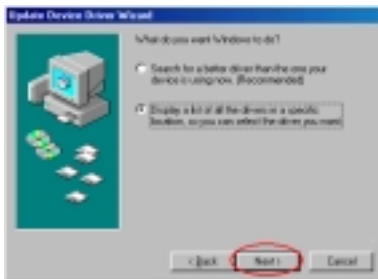 Update Device Driver Wizard
What do you want Windows to do?
Search for a better driver than the one your
device is using now. (Recommended)
Display a list of all the drivers in a specific
location, so you can select the driver you want.
< Back
Next >
Cancel